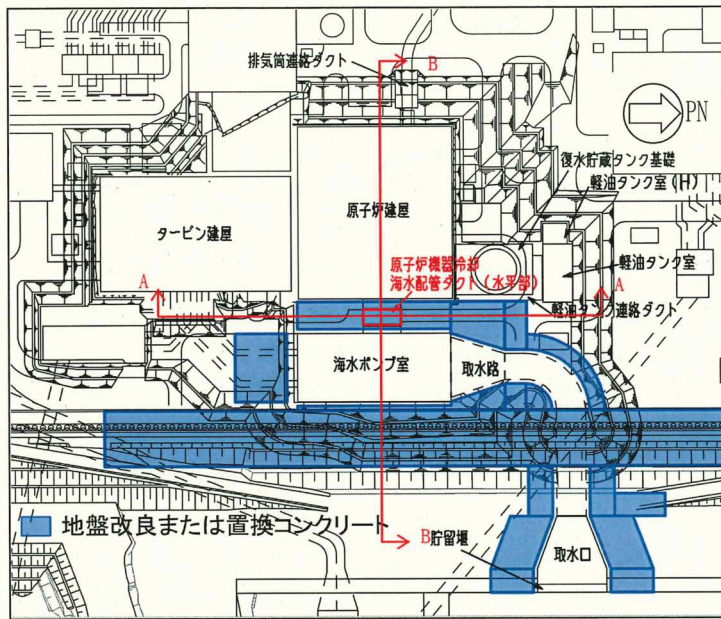 排気筒連絡ダクト
B
PN
復水貯蔵タンク基礎
軽油タンク室(H)
原子炉建屋
タービン建屋
軽油タンク室
原子炉機器冷却
海水配管ダクト(水平部)
A
A
軽油タンク連絡ダクト
海水ポンプ室
取水路
地盤改良または置換コンクリート
B
貯留堰
取水口